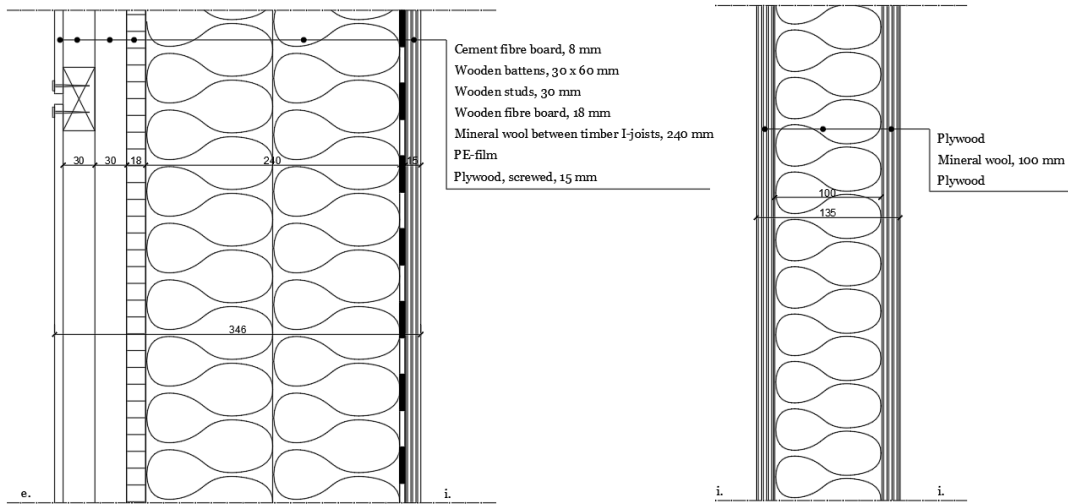 Cement fibre board, 8 mm
Wooden battens, 30 x 60 mm
Wooden studs, 30 mm
Wooden fibre board, 18 mm
Mineral wool between timber I-joists, 240 mm
PE-film
Plywood, screwed, 15 mm
30 30 18 240 15
346
e. i.
Plywood
Mineral wool, 100 mm
Plywood
100
135
i. i.